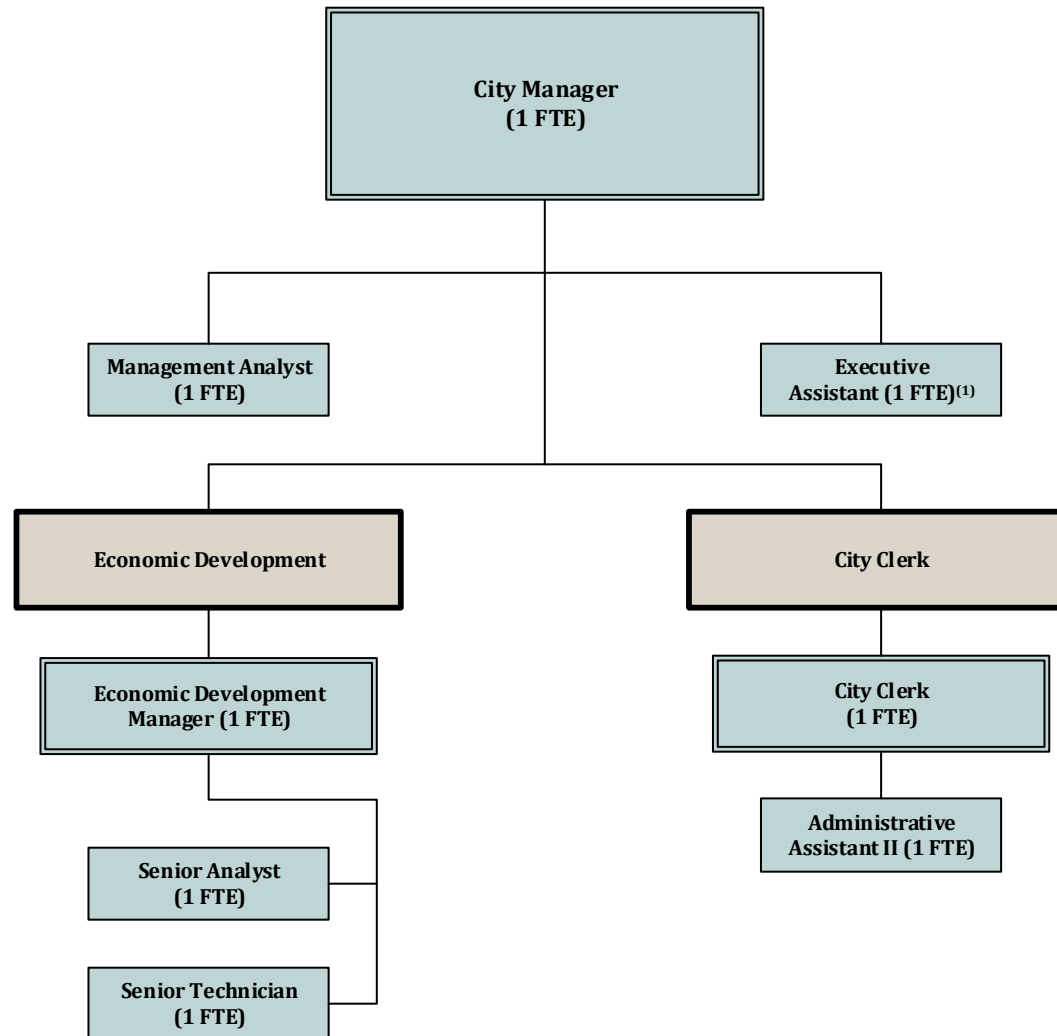 City Manager
(1 FTE)
Management Analyst
(1 FTE)
Executive
Assistant (1 FTE)(1)
Economic Development
City Clerk
Economic Development
Manager (1 FTE)
City Clerk
(1 FTE)
Administrative
Assistant II (1 FTE)
Senior Analyst
(1 FTE)
Senior Technician
(1 FTE)